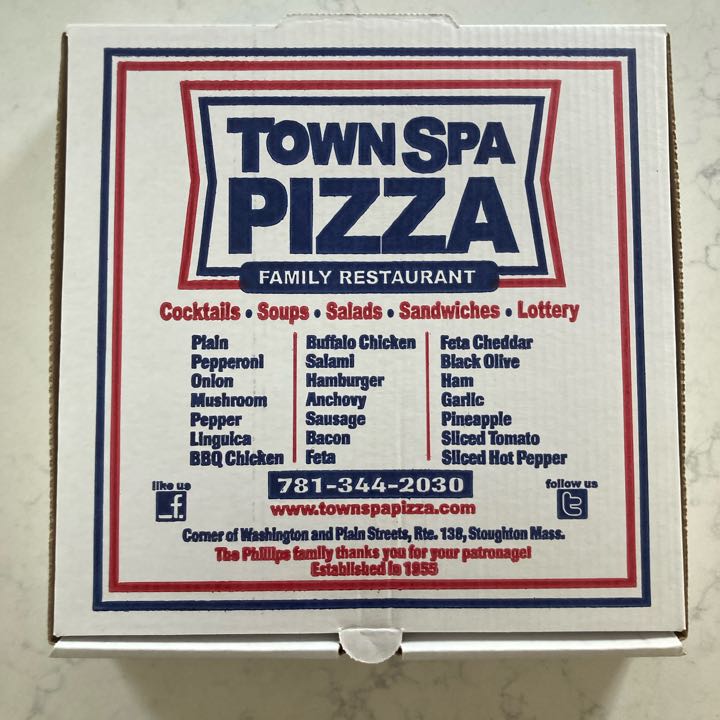 TOWN SPA
PIZZA
FAMILY RESTAURANT
Cocktails • Soups • Salads • Sandwiches • Lottery
Plain
Pepperoni
Onion
Mushroom
Pepper
Linguica
BBQ Chicken
Buffalo Chicken
Salami
Hamburger
Anchovy
Sausage
Bacon
Feta
Feta Cheddar
Black Olive
Ham
Garlic
Pineapple
Sliced Tomato
Sliced Hot Pepper
like us
f
781-344-2030
www.townspapizza.com
follow us
t
Corner of Washington and Plain Streets, Rte. 138, Stoughton Mass.
The Phillips family thanks you for your patronage!
Established in 1955